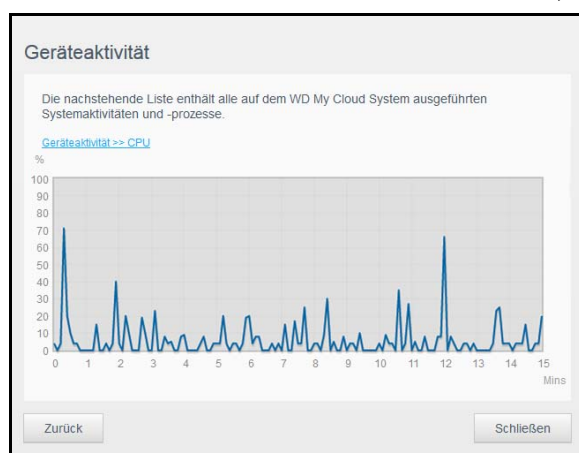 Geräteaktivität
Die nachstehende Liste enthält alle auf dem WD My Cloud System ausgeführten
Systemaktivitäten und -prozesse.
Geräteaktivität >> CPU
%
100
90
80
70
60
50
40
30
20
10
0
0 1 2 3 4 5 6 7 8 9 10 11 12 13 14 15
Mins
Zurück Schließen